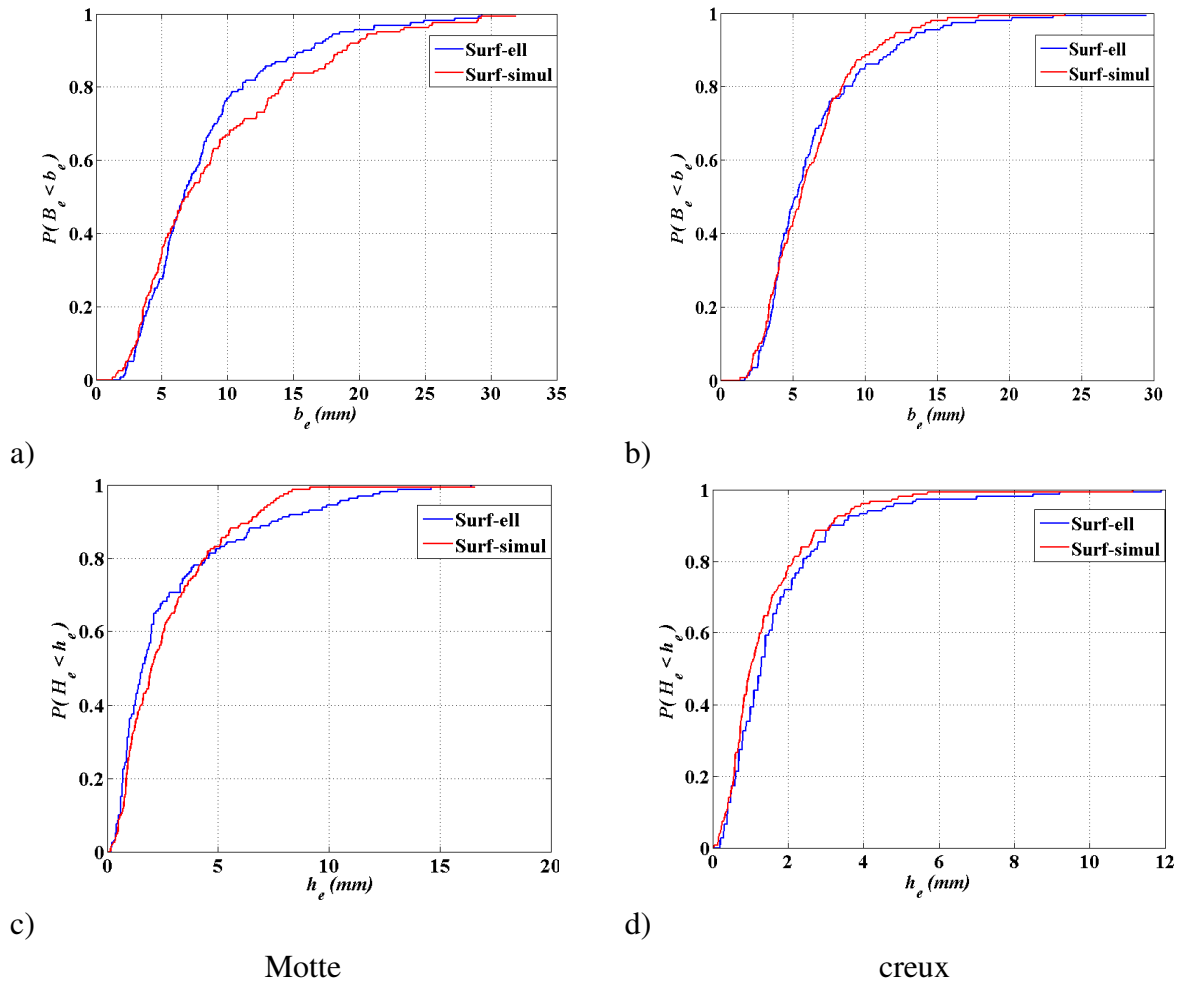 1
0.8
0.6
0.4
0.2
0
P( B_e < b_e )
0 5 10 15 20 25 30 35
b_e (mm)
Surf-ell
Surf-simul
a)
1
0.8
0.6
0.4
0.2
0
P( B_e < b_e )
0 5 10 15 20 25 30
b_e (mm)
Surf-ell
Surf-simul
b)
1
0.8
0.6
0.4
0.2
0
P( H_e < h_e )
0 5 10 15 20
h_e (mm)
Surf-ell
Surf-simul
c)
1
0.8
0.6
0.4
0.2
0
P( H_e < h_e )
0 2 4 6 8 10 12
h_e (mm)
Surf-ell
Surf-simul
d)
Motte
creux